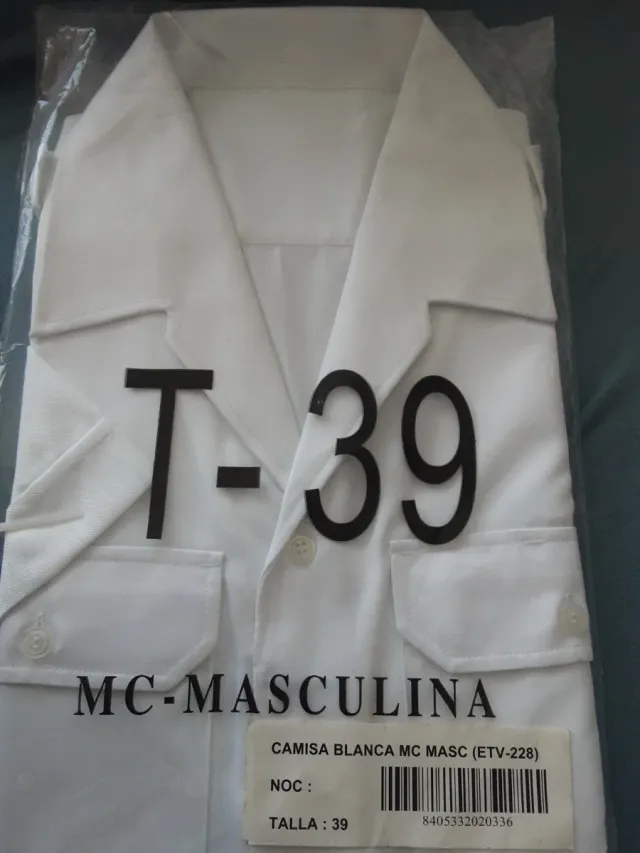 T-39
MC-MASCULINA
CAMISA BLANCA MC MASC (ETV-228)
NOC :
TALLA : 39
8405332020336